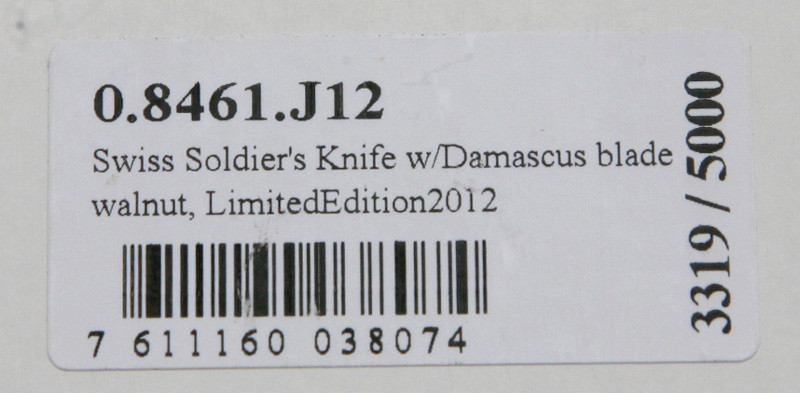 0.8461.J12
Swiss Soldier's Knife w/Damascus blade
walnut, LimitedEdition2012
7 611160 038074
3319 / 5000